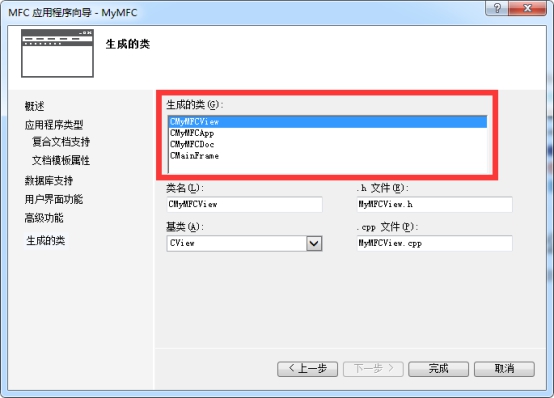 MFC 应用程序向导 - MyMFC
生成的类
概述
应用程序类型
复合文档支持
文档模板属性
数据库支持
用户界面功能
高级功能
生成的类
生成的类(G):
CMyMFCView
CMyMFCApp
CMyMFCDoc
CMainFrame
类名(L):
.h 文件(E):
CMyMFCView
MyMFCView.h
基类(A):
.cpp 文件(P):
CView
MyMFCView.cpp
< 上一步
下一步 >
完成
取消